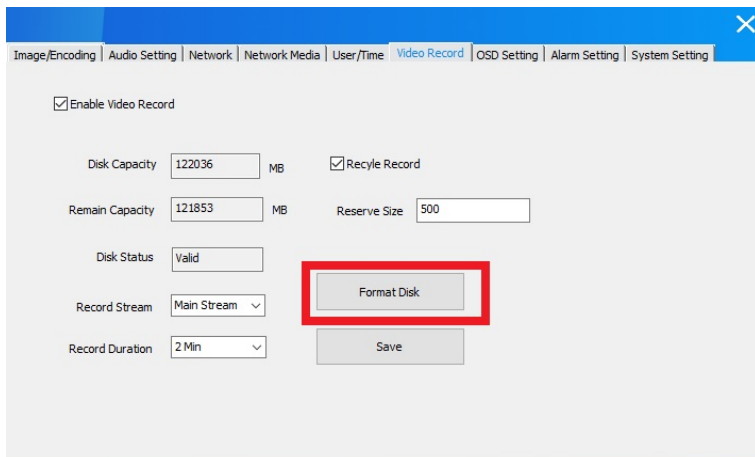 Image/Encoding Audio Setting Network Network Media User/Time Video Record OSD Setting Alarm Setting System Setting
Enable Video Record
Disk Capacity 122036 MB Recyle Record
Remain Capacity 121853 MB Reserve Size 500
Disk Status Valid
Format Disk
Record Stream Main Stream
Record Duration 2 Min Save